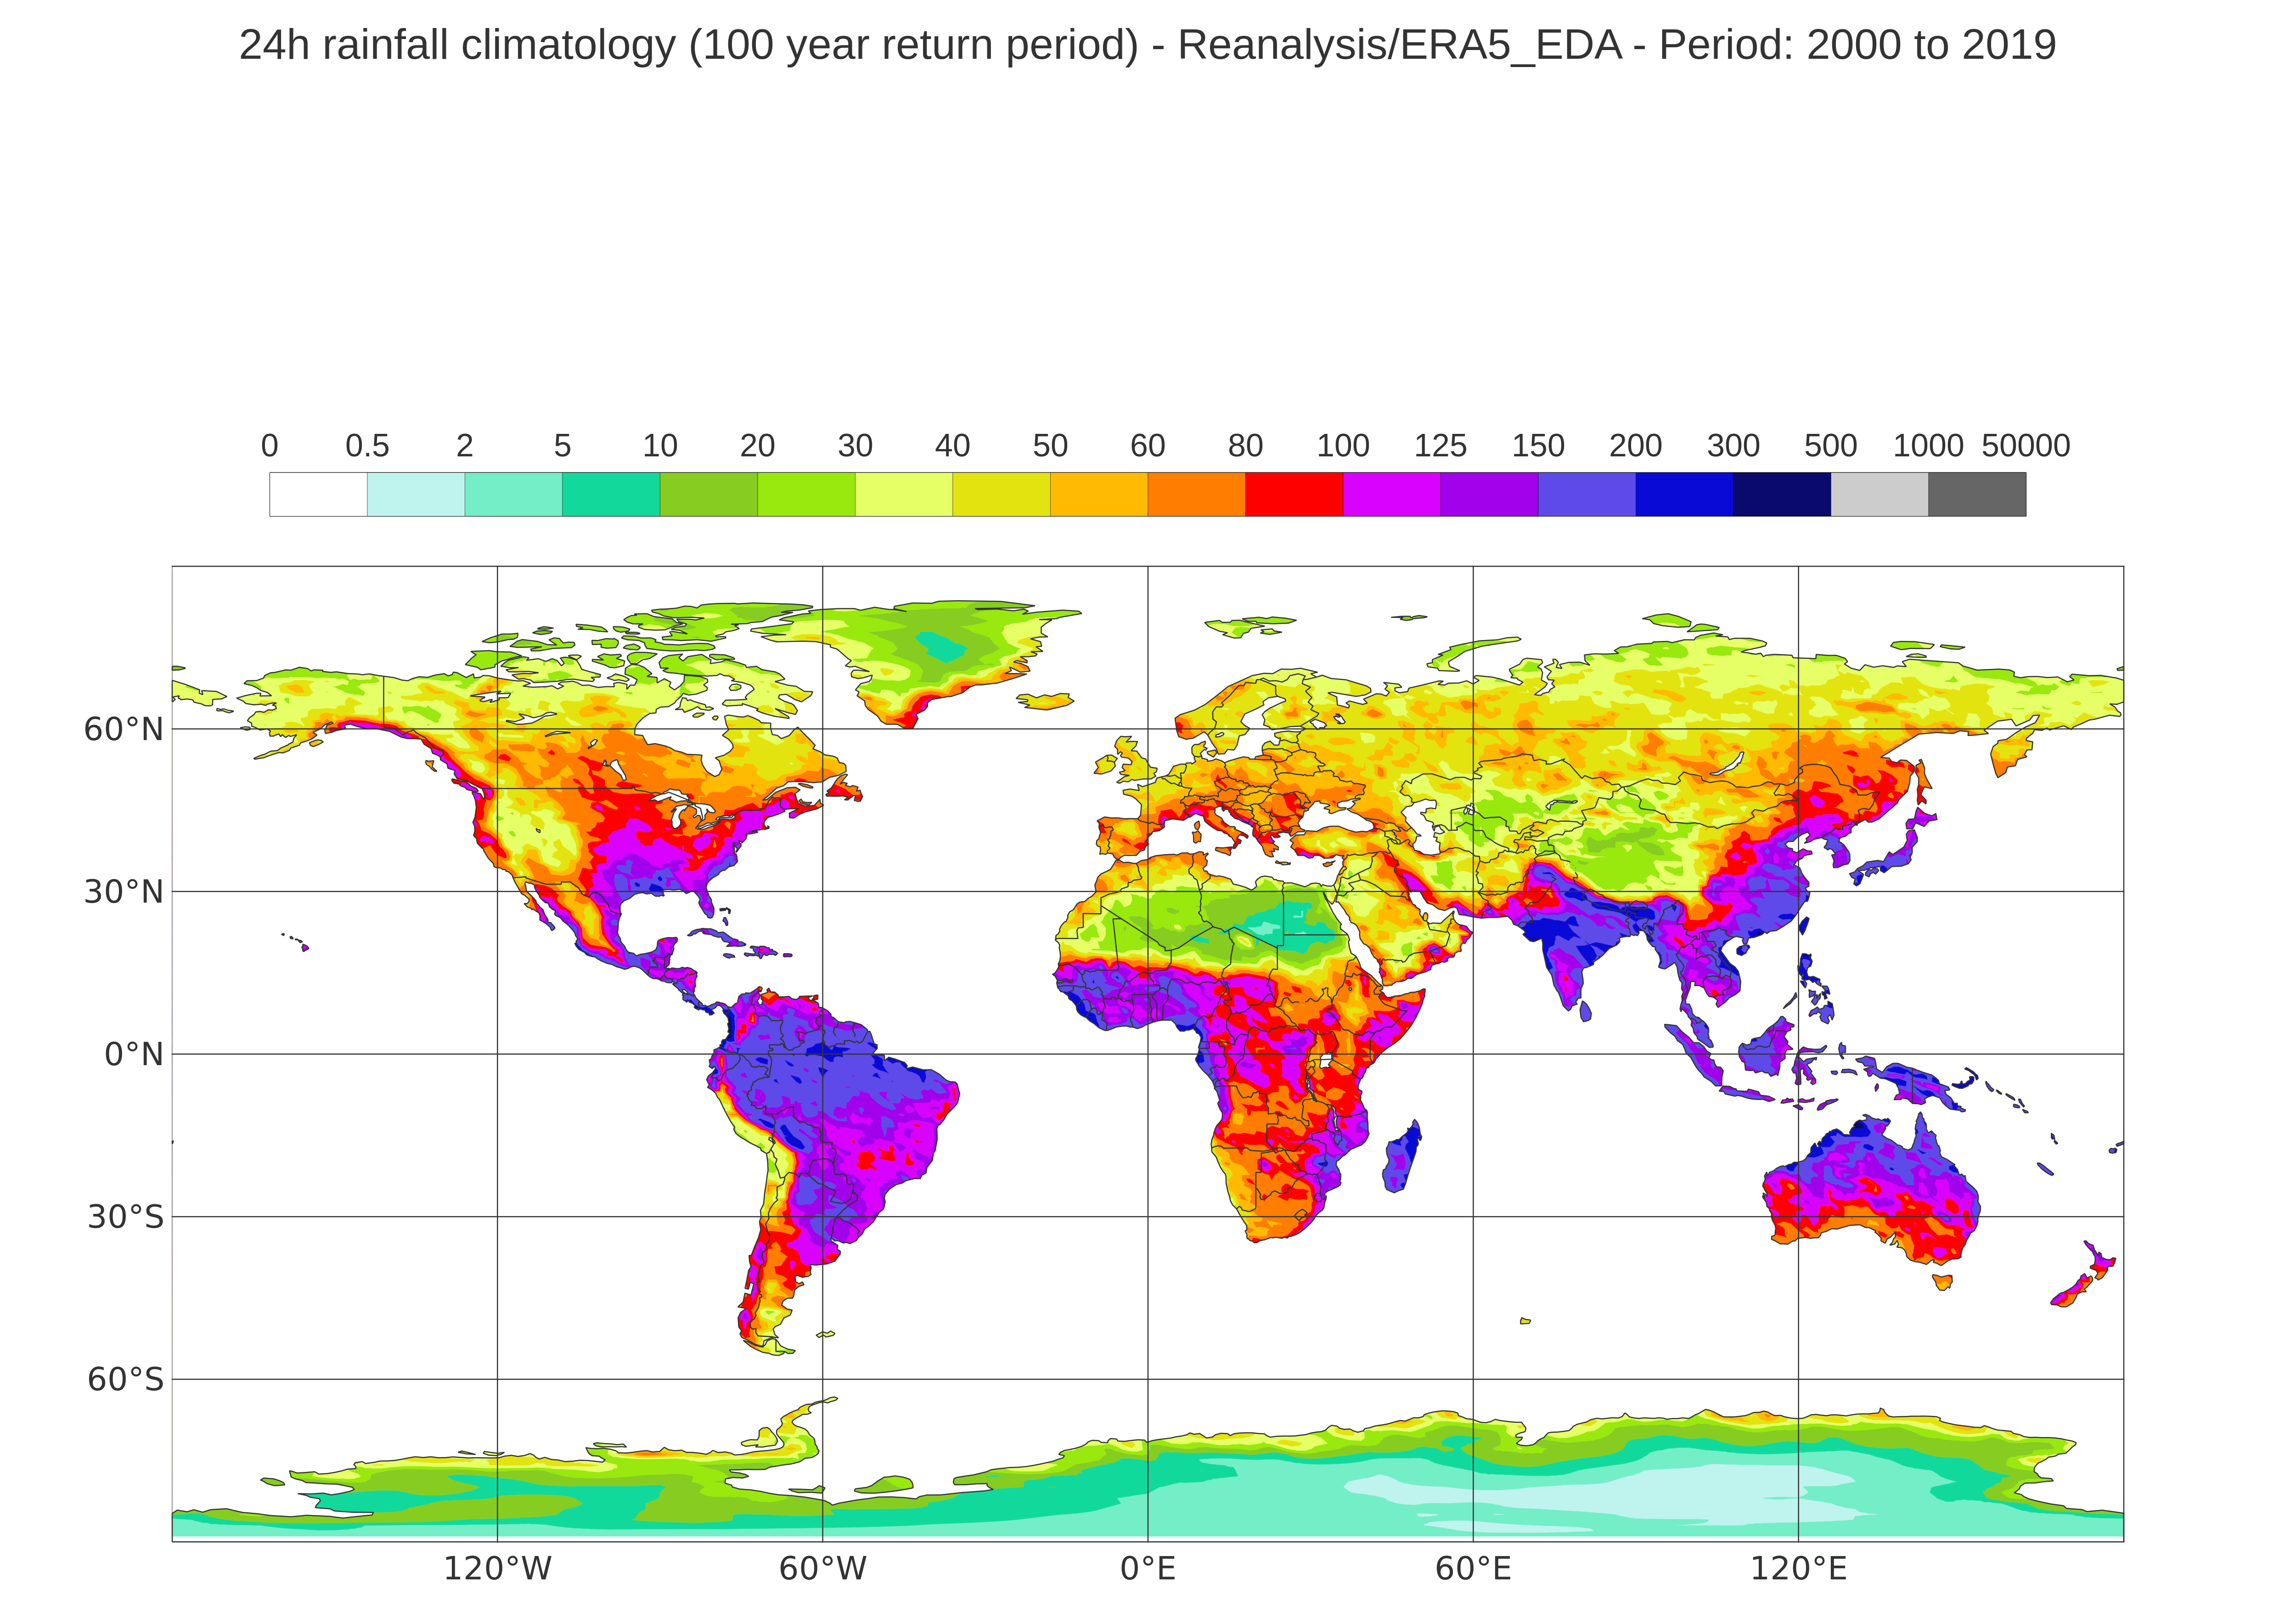 24h rainfall climatology (100 year return period) - Reanalysis/ERA5_EDA - Period: 2000 to 2019
0 0.5 2 5 10 20 30 40 50 60 80 100 125 150 200 300 500 1000 50000
60°N
30°N
0°N
30°S
60°S
120°W 60°W 0°E 60°E 120°E